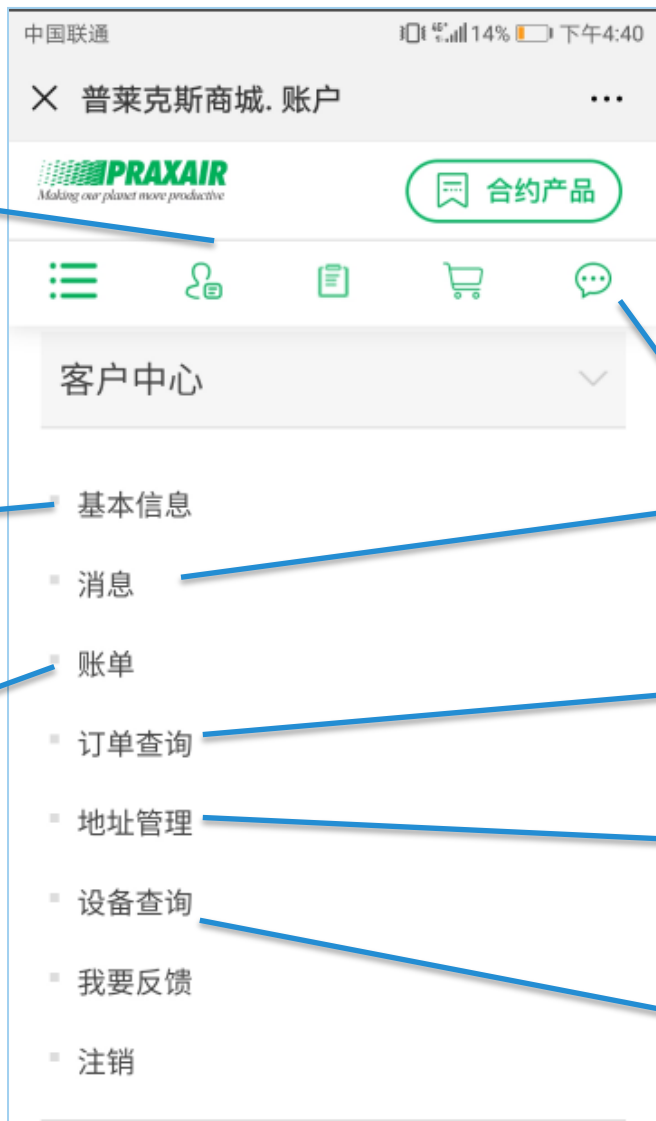 中国联通 14% 下午4:40
普莱克斯商城. 账户
PRAXAIR
Making our planet more productive
合约产品
客户中心
基本信息
消息
账单
订单查询
地址管理
设备查询
我要反馈
注销